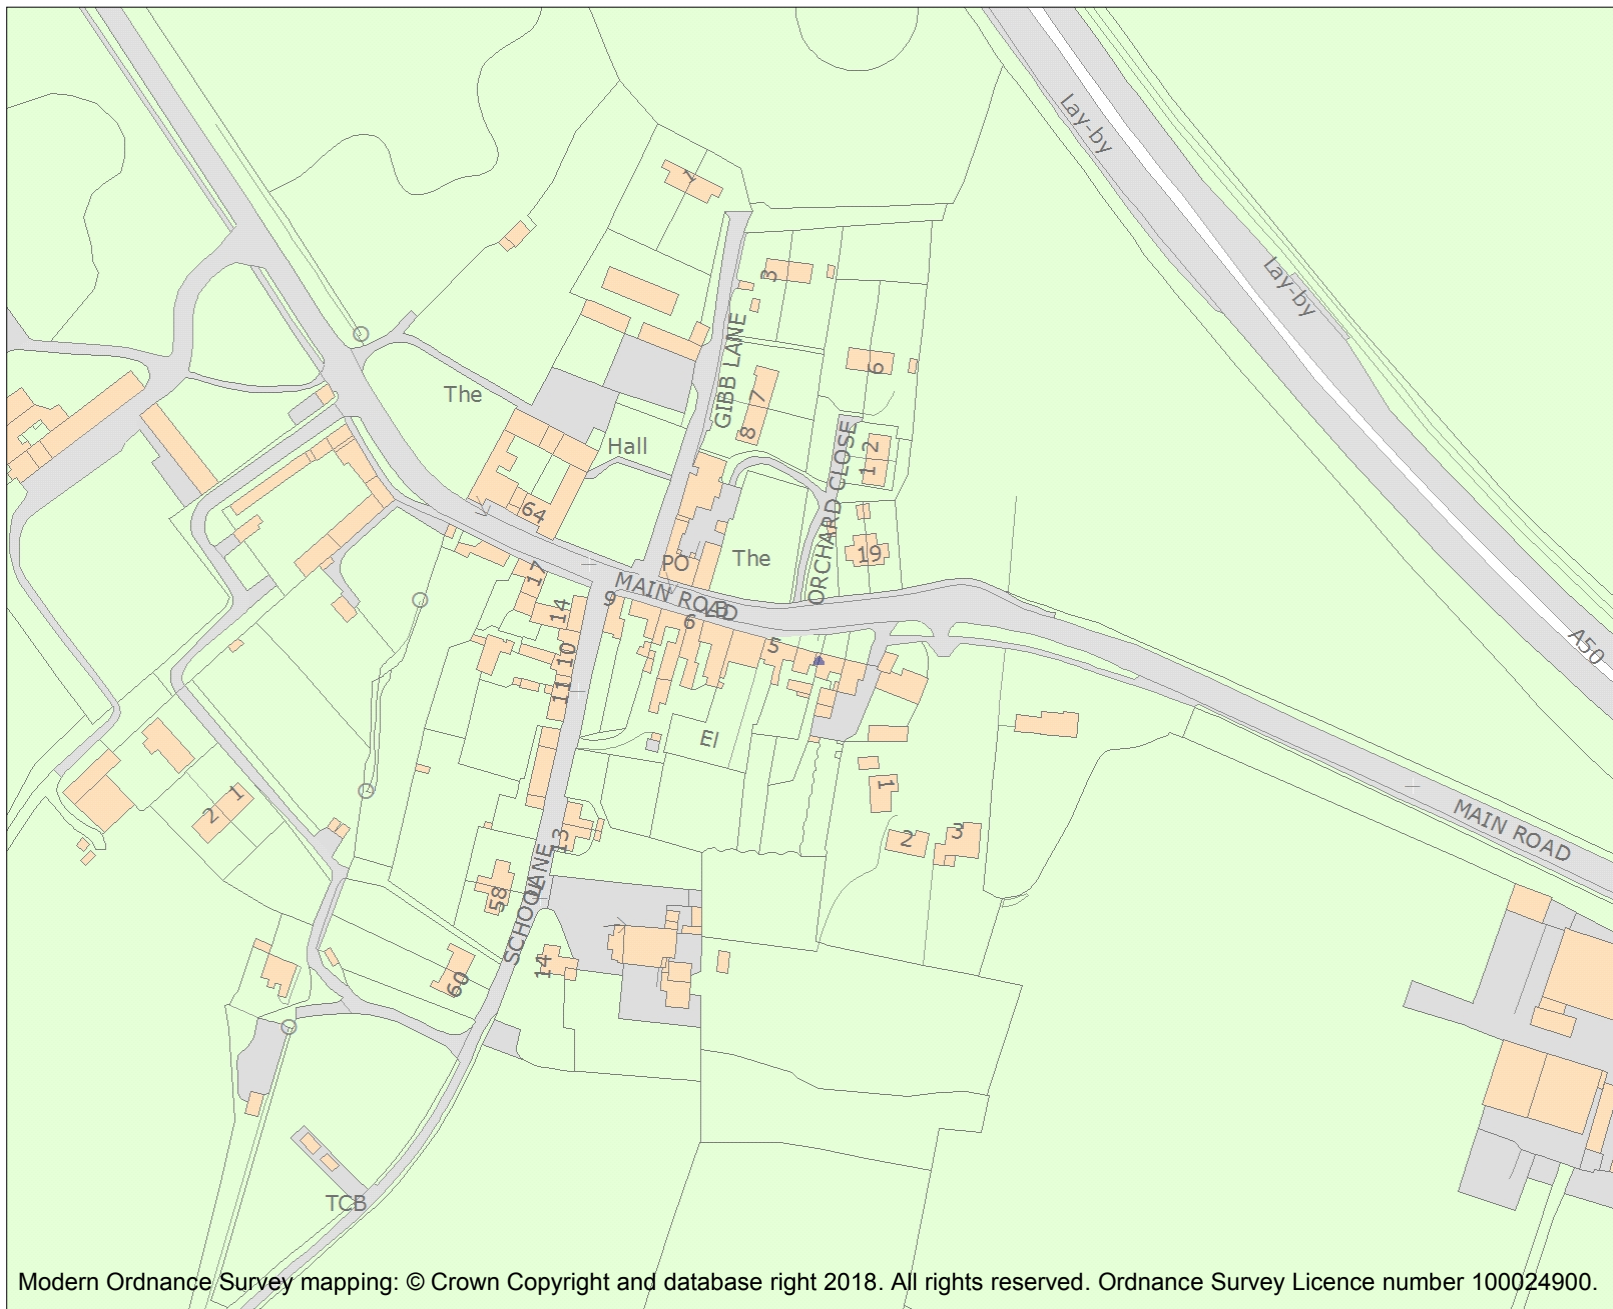 Lay-by
1
Lay-by
3
GIBB LANE
6
The
7
8
Hall
ORCHARD CLOSE
2
1
64
19
PO
The
17
MAIN ROAD
LB
14
9
6
5
10
11
El
A50
1
2
1
2
3
13
MAIN ROAD
58
SCHOOL LANE
14
60
TCB
Modern Ordnance Survey mapping: © Crown Copyright and database right 2018. All rights reserved. Ordnance Survey Licence number 100024900.